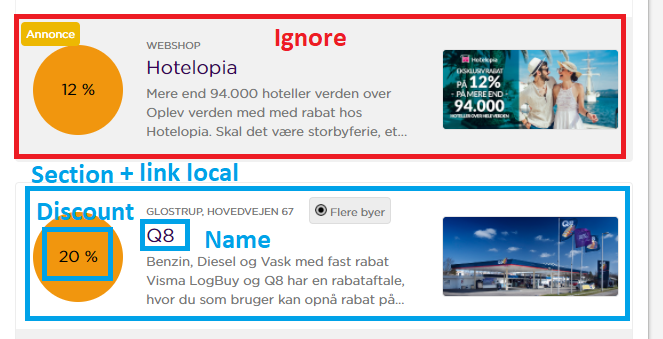 Annonce
Ignore
WEBSHOP
Hotelopia
12 %
Mere end 94.000 hoteller verden over
Oplev verden med med rabat hos
Hotelopia. Skal det være storbyferie, et...
Hotelopia
EKSKLUSIV RABAT
PÅ 12%
- PÅ MERE END -
94.000
HOTELLER OVER HELE VERDEN
Section + link local
Discount
GLOSTRUP, HOVEDVEJEN 67
Flere byer
Q8
Name
20 %
Benzin, Diesel og Vask med fast rabat
Visma LogBuy og Q8 har en rabataftale,
hvor du som bruger kan opnå rabat på...
Q8